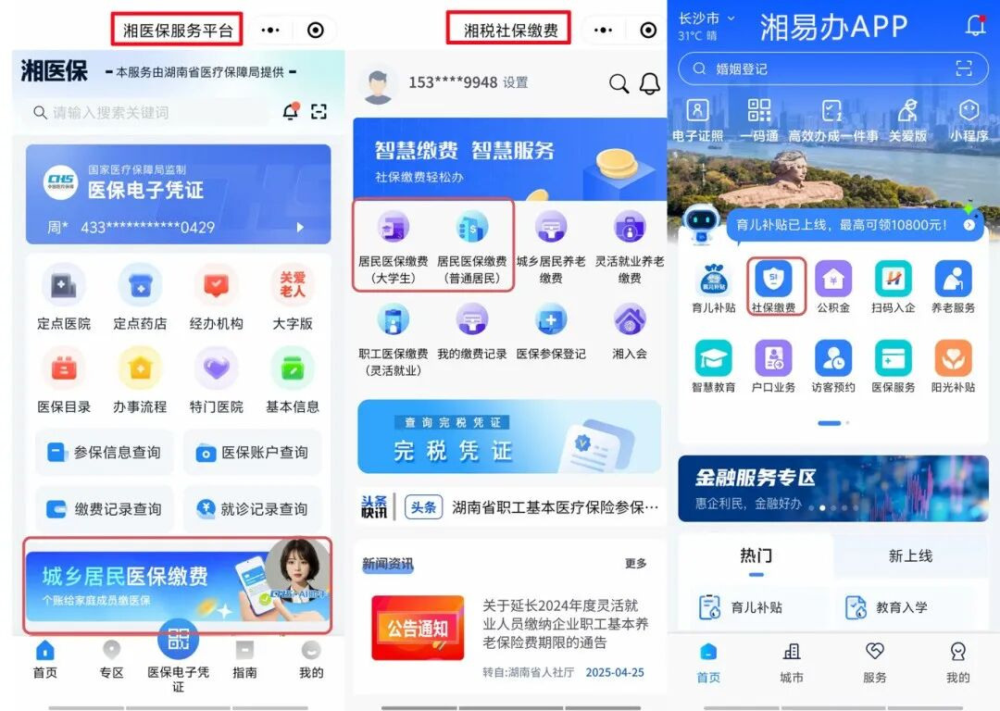 湘医保服务平台
湘医保
本服务由湖南省医疗保障局提供
请输入搜索关键词
CHS
中国医疗保障
国家医疗保障局监制
医保电子凭证
周* 433************0429
定点医院
定点药店
经办机构
关爱老人
大字版
医保目录
办事流程
特门医院
基本信息
参保信息查询
医保账户查询
缴费记录查询
就诊记录查询
城乡居民医保缴费
个账给家庭成员缴医保
AI助手
首页
专区
医保电子凭证
指南
我的
湘税社保缴费
153****9948 设置
智慧缴费 智慧服务
社保缴费轻松办
居民医保缴费
(大学生)
居民医保缴费
(普通居民)
城乡居民养老
缴费
灵活就业养老
缴费
职工医保缴费
(灵活就业)
我的缴费记录
医保参保登记
湘入会
查询完税凭证
完税凭证
头条
快讯
头条
湖南省职工基本医疗保险参保···
新闻资讯
更多
公告通知
关于延长2024年度灵活就
业人员缴纳企业职工基本养
老保险费期限的通告
转自:湖南省人社厅 2025-04-25
长沙市
31°C 晴
湘易办APP
婚姻登记
电子证照
一码通
高效办成一件事
关爱版
小程序
育儿补贴已上线，最高可领10800元！
育儿补贴
育儿补贴
SI
社保缴费
公积金
扫码入企
养老服务
智慧教育
户口业务
访客预约
医保服务
阳光补贴
金融服务专区
惠企利民，金融好办
热门
新上线
育儿补贴
教育入学
首页
城市
服务
我的